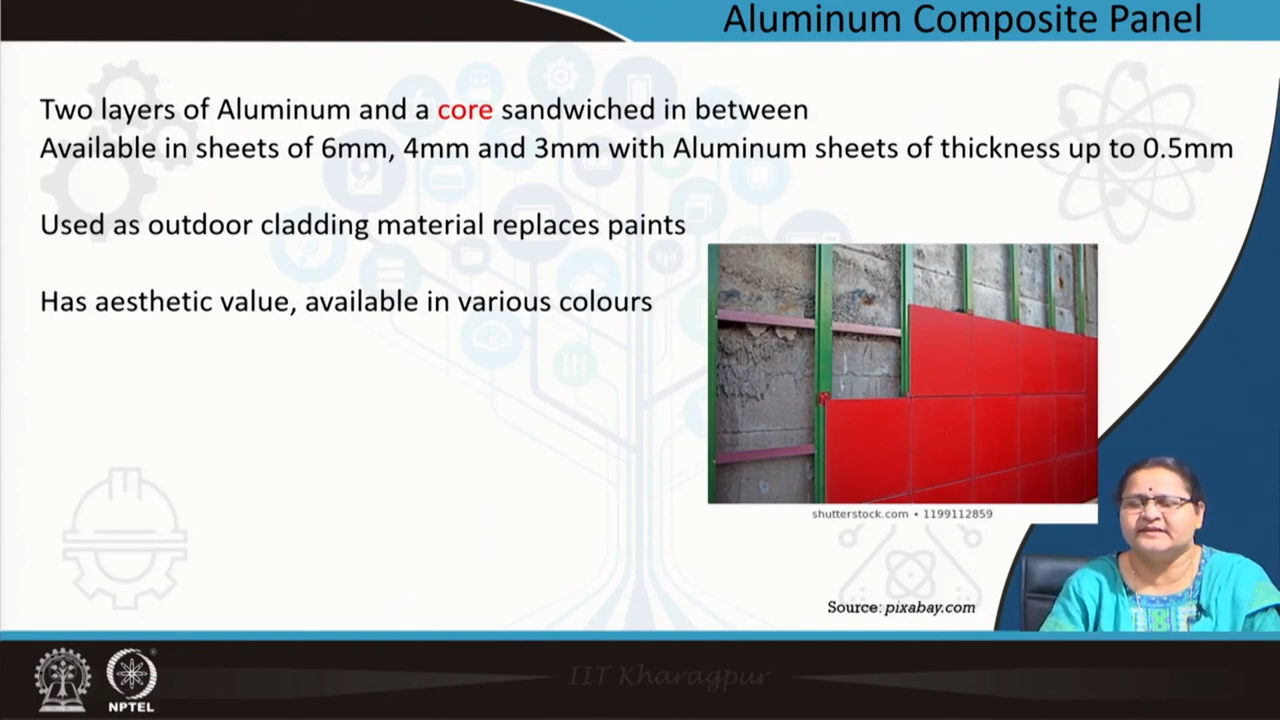 Aluminum Composite Panel
Two layers of Aluminum and a core sandwiched in between
Available in sheets of 6mm, 4mm and 3mm with Aluminum sheets of thickness up to 0.5mm
Used as outdoor cladding material replaces paints
Has aesthetic value, available in various colours
shutterstock.com • 1199112859
Source: pixabay.com
IIT Kharagpur
NPTEL